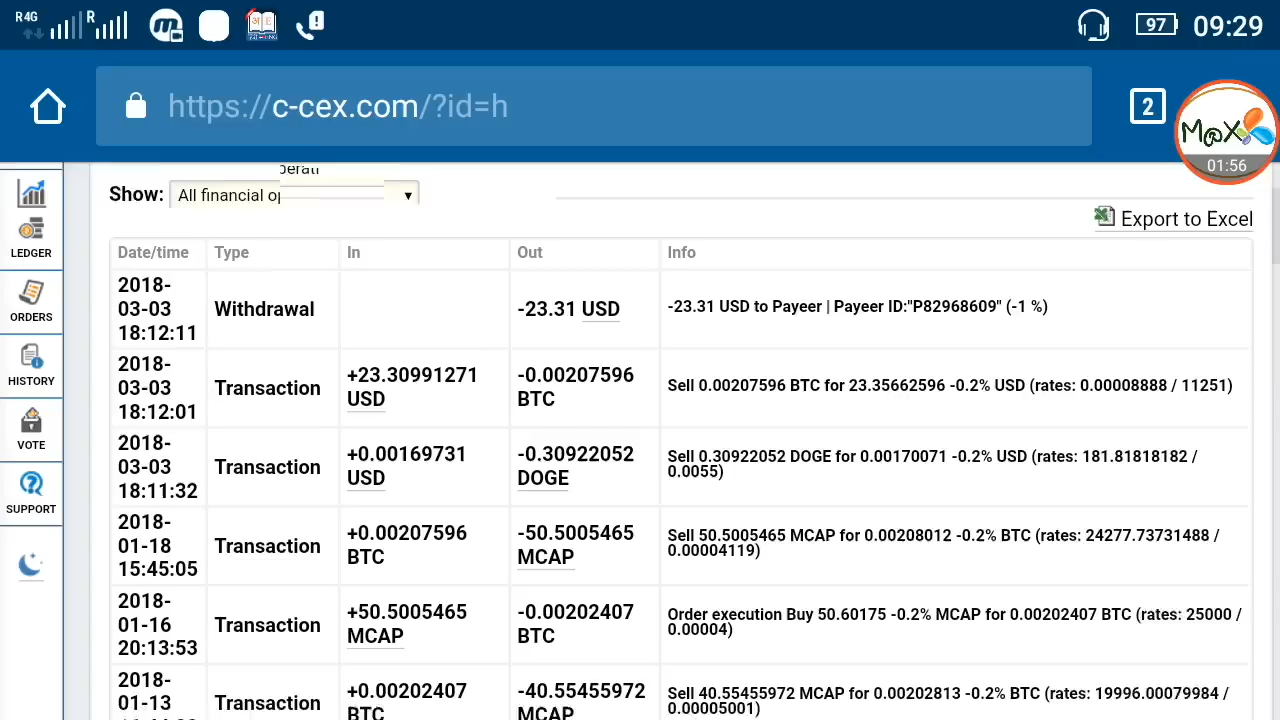 R4G R 97 09:29
https://c-cex.com/?id=h 2
M@X
01:56
Show: All financial op
Export to Excel
LEDGER
ORDERS
HISTORY
VOTE
SUPPORT
Date/time Type In Out Info
2018-
03-03
18:12:11
Withdrawal
-23.31 USD
-23.31 USD to Payeer | Payeer ID:"P82968609" (-1 %)
2018-
03-03
18:12:01
Transaction
+23.30991271
USD
-0.00207596
BTC
Sell 0.00207596 BTC for 23.35662596 -0.2% USD (rates: 0.00008888 / 11251)
2018-
03-03
18:11:32
Transaction
+0.00169731
USD
-0.30922052
DOGE
Sell 0.30922052 DOGE for 0.00170071 -0.2% USD (rates: 181.81818182 /
0.0055)
2018-
01-18
15:45:05
Transaction
+0.00207596
BTC
-50.5005465
MCAP
Sell 50.5005465 MCAP for 0.00208012 -0.2% BTC (rates: 24277.73731488 /
0.00004119)
2018-
01-16
20:13:53
Transaction
+50.5005465
MCAP
-0.00202407
BTC
Order execution Buy 50.60175 -0.2% MCAP for 0.00202407 BTC (rates: 25000 /
0.00004)
2018-
01-13
Transaction
+0.00202407
BTC
-40.55455972
MCAP
Sell 40.55455972 MCAP for 0.00202813 -0.2% BTC (rates: 19996.00079984 /
0.00005001)